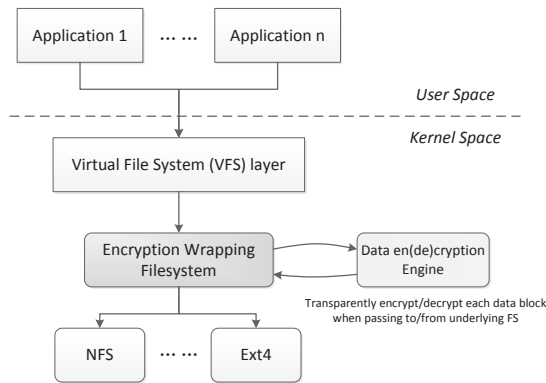 Application 1
... ...
Application n
User Space
Kernel Space
Virtual File System (VFS) layer
Encryption Wrapping
Filesystem
Data en(de)cryption
Engine
Transparently encrypt/decrypt each data block
when passing to/from underlying FS
NFS
... ...
Ext4